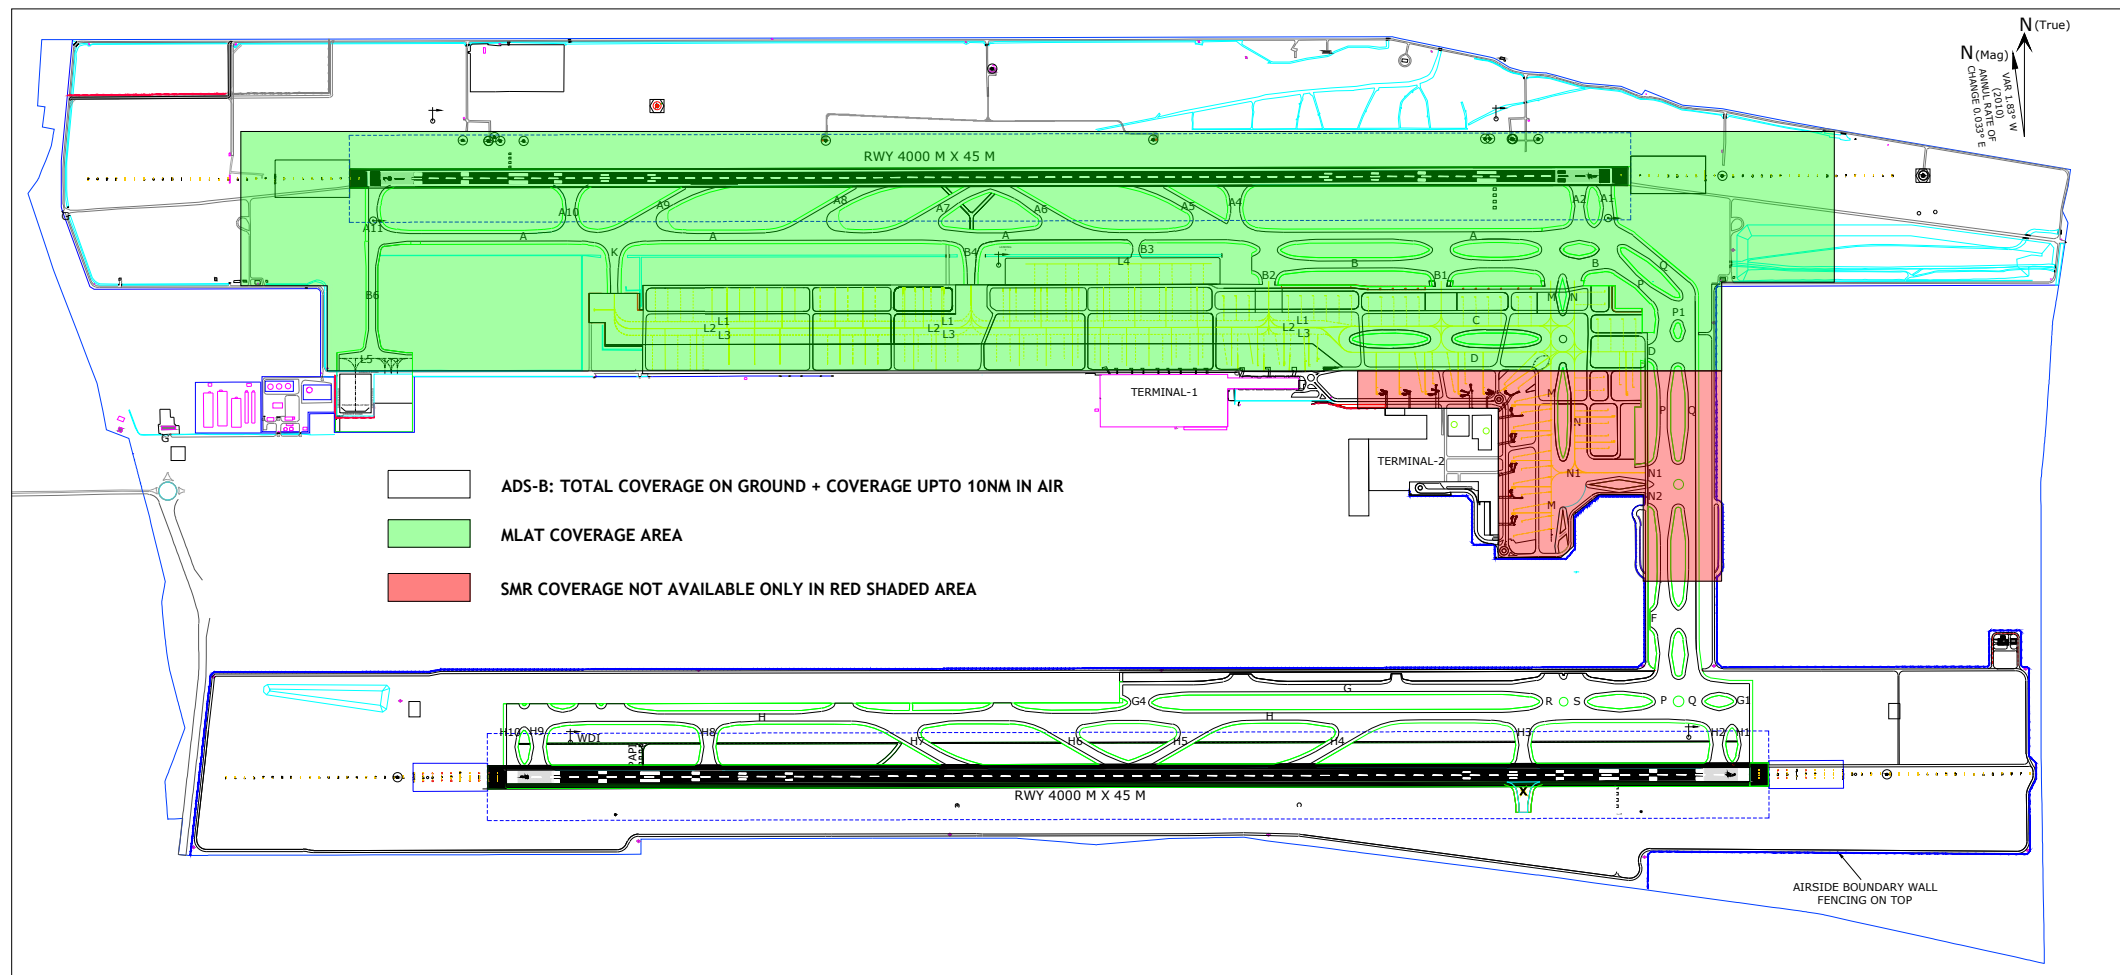 N (True)
N (Mag)
VAR 1.83° W
(2010)
ANNUL RATE OF
CHANGE 0.033° E
RWY 4000 M X 45 M
A11
A10
A9
A8
A7
A6
A5
A4
A2
A1
A
A
A
A
K
B4
B3
L4
B2
B
B1
B
Q
P
B6
M
N
P1
L1
L2
L3
L1
L2
L3
L1
L2
L3
C
D
D
L5
TERMINAL-1
M
N
P
Q
G
TERMINAL-2
N1
N1
N2
M
ADS-B: TOTAL COVERAGE ON GROUND + COVERAGE UPTO 10NM IN AIR
MLAT COVERAGE AREA
SMR COVERAGE NOT AVAILABLE ONLY IN RED SHADED AREA
F
G
G4
R
S
P
Q
G1
H
H
H10
H9
WDI
PAPI
H8
H7
H6
H5
H4
H3
H2
H1
X
RWY 4000 M X 45 M
AIRSIDE BOUNDARY WALL
FENCING ON TOP